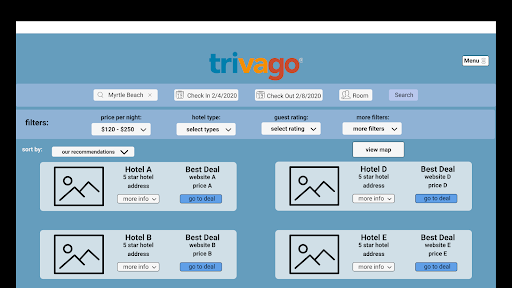 trivago
Menu
Myrtle Beach
Check In 2/4/2020
Check Out 2/8/2020
Room
Search
filters:
price per night:
$120 - $250
hotel type:
select types
guest rating:
select rating
more filters:
more filters
sort by:
our recommendations
view map
Hotel A
5 star hotel
address
more info
Best Deal
website A
price A
go to deal
Hotel D
5 star hotel
address
more info
Best Deal
website D
price D
go to deal
Hotel B
5 star hotel
address
more info
Best Deal
website B
price B
go to deal
Hotel E
5 star hotel
address
more info
Best Deal
website E
price E
go to deal